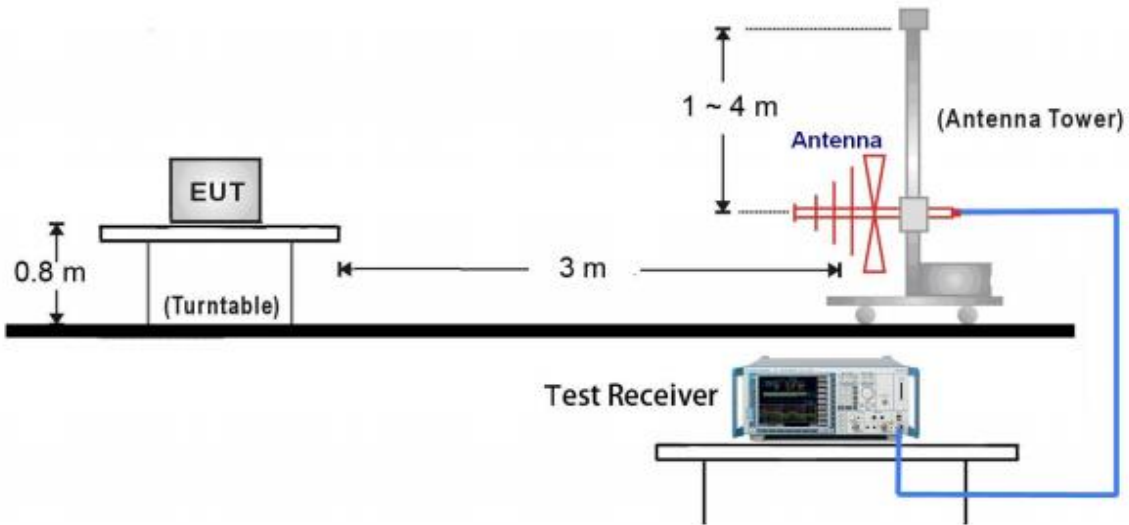 1 ~ 4 m
(Antenna Tower)
Antenna
EUT
0.8 m
3 m
(Turntable)
Test Receiver